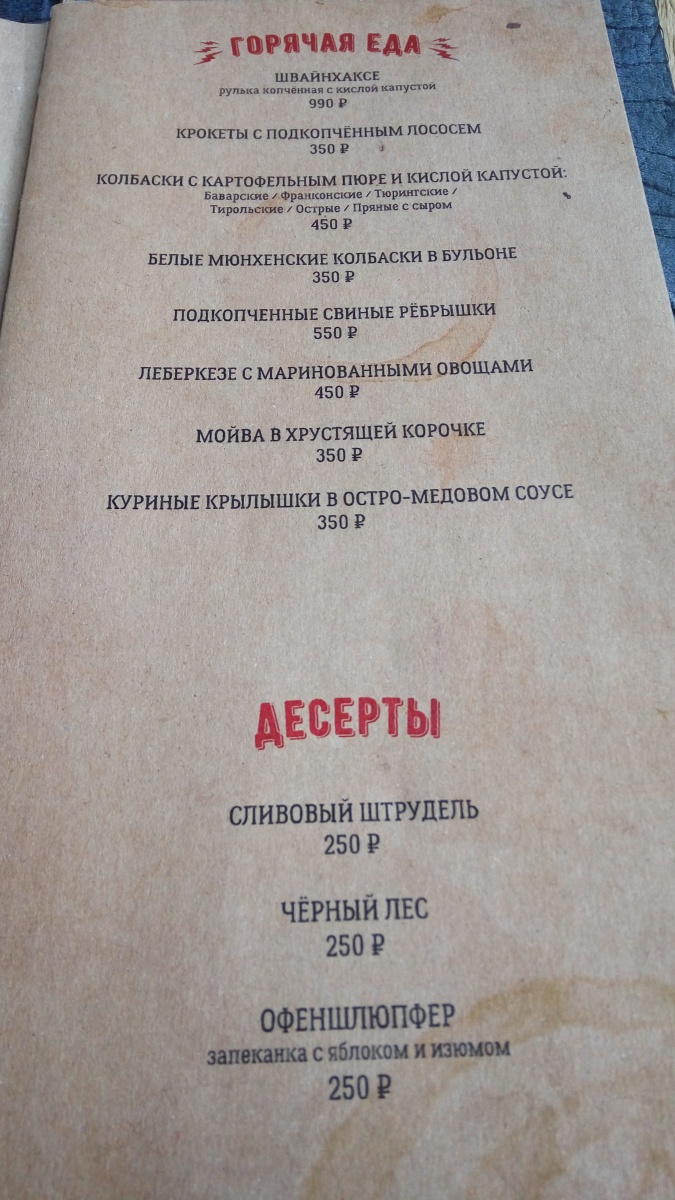 ГОРЯЧАЯ ЕДА
ШВАЙНХАКСЕ
рулька копчённая с кислой капустой
990 ₽
КРОКЕТЫ С ПОДКОПЧЁННЫМ ЛОСОСЕМ
350 ₽
КОЛБАСКИ С КАРТОФЕЛЬНЫМ ПЮРЕ И КИСЛОЙ КАПУСТОЙ:
Баварские / Франконские / Тюрингские /
Тирольские / Острые / Пряные с сыром
450 ₽
БЕЛЫЕ МЮНХЕНСКИЕ КОЛБАСКИ В БУЛЬОНЕ
350 ₽
ПОДКОПЧЕННЫЕ СВИНЫЕ РЁБРЫШКИ
550 ₽
ЛЕБЕРКЕЗЕ С МАРИНОВАННЫМИ ОВОЩАМИ
450 ₽
МОЙВА В ХРУСТЯЩЕЙ КОРОЧКЕ
350 ₽
КУРИНЫЕ КРЫЛЫШКИ В ОСТРО-МЕДОВОМ СОУСЕ
350 ₽
ДЕСЕРТЫ
СЛИВОВЫЙ ШТРУДЕЛЬ
250 ₽
ЧЁРНЫЙ ЛЕС
250 ₽
ОФЕНШЛЮПФЕР
запеканка с яблоком и изюмом
250 ₽